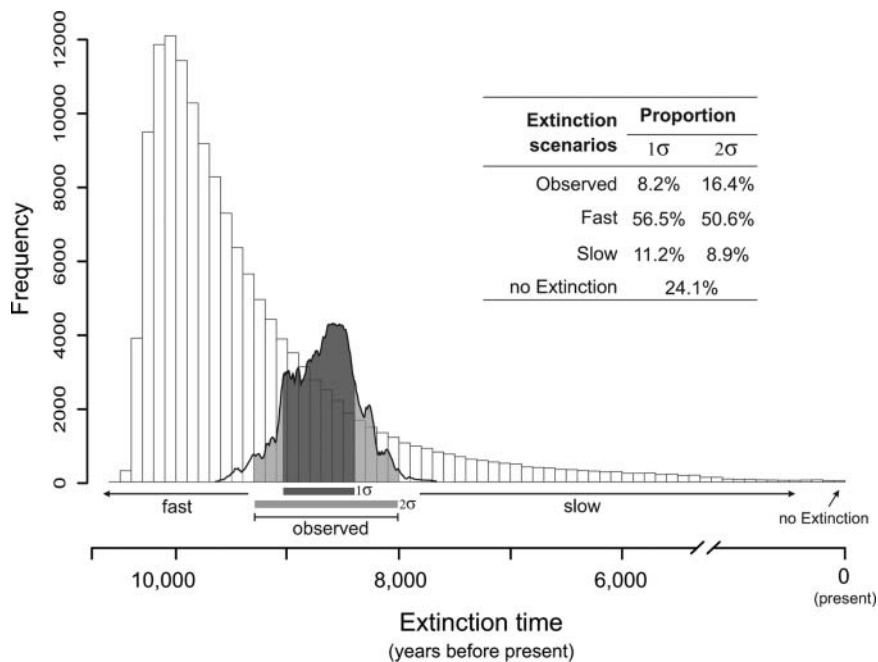 12000
10000
8000
6000
4000
2000
0
Frequency
Extinction scenarios Proportion
1σ 2σ
Observed 8.2% 16.4%
Fast 56.5% 50.6%
Slow 11.2% 8.9%
no Extinction 24.1%
1σ
fast 2σ slow no Extinction
observed
10,000 8,000 6,000 0
(present)
Extinction time
(years before present)